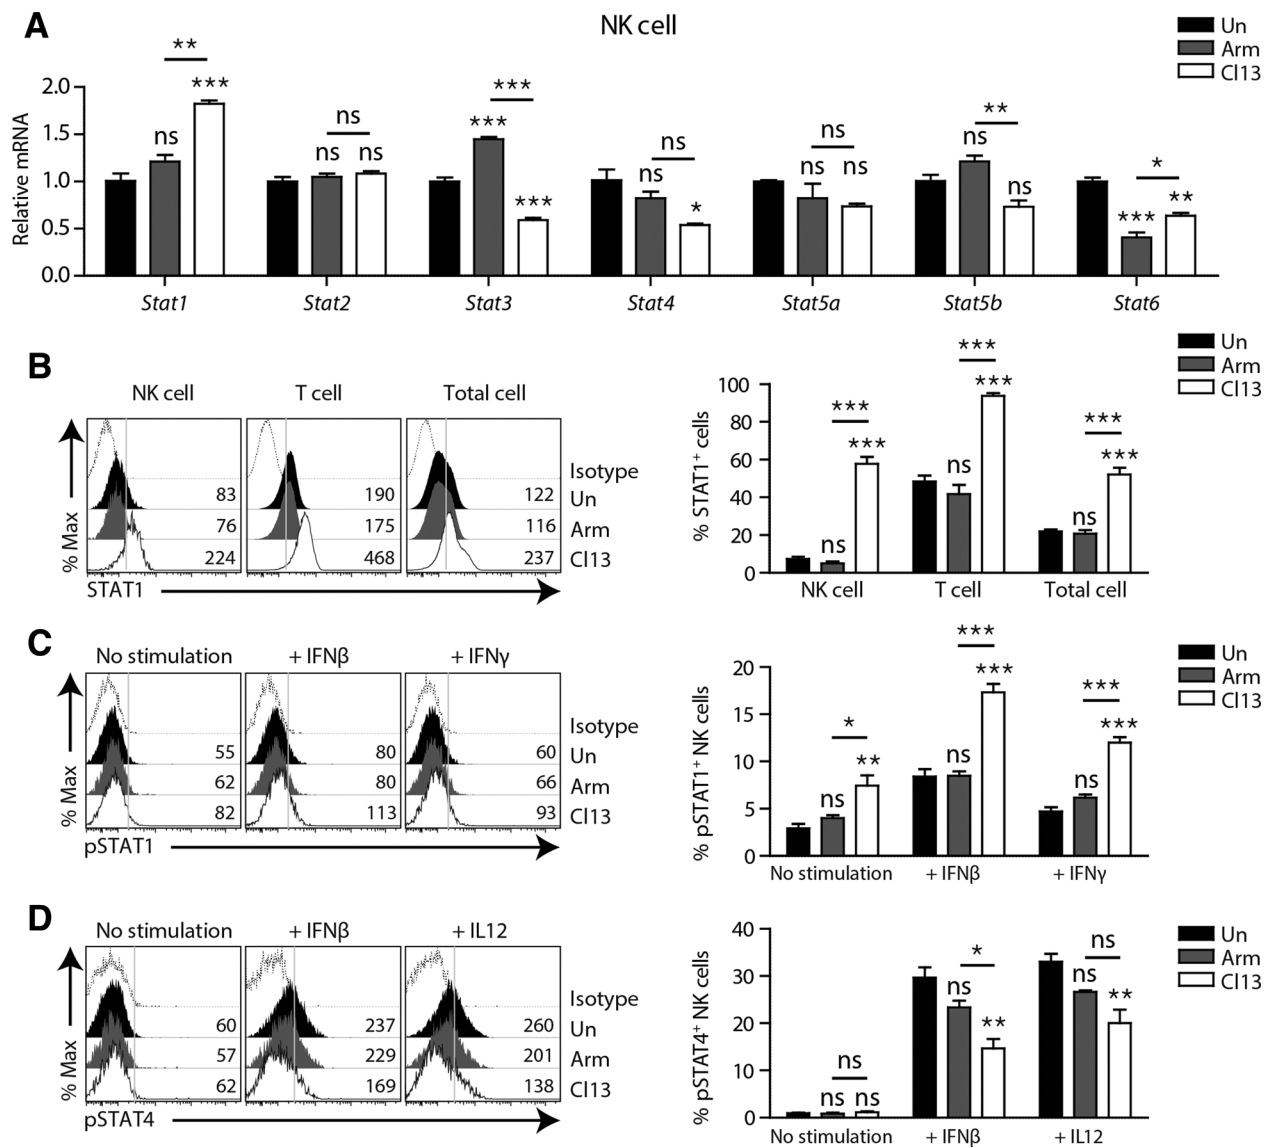 A
NK cell
Un
Arm
Cl13
Relative mRNA
2.0
1.5
1.0
0.5
0.0
** ***
ns
ns
ns ns
***
***
***
ns
ns
*
ns
ns ns
**
ns
ns
*
***
**
Stat1 Stat2 Stat3 Stat4 Stat5a Stat5b Stat6
B
NK cell T cell Total cell
% Max
Isotype
83 190 122 Un
76 175 116 Arm
224 468 237 Cl13
STAT1
Un
Arm
Cl13
% STAT1+ cells
100
80
60
40
20
0
***
***
ns
***
***
ns
***
***
ns
NK cell T cell Total cell
C
No stimulation + IFNβ + IFNγ
% Max
Isotype
55 80 60 Un
62 80 66 Arm
82 113 93 Cl13
pSTAT1
Un
Arm
Cl13
% pSTAT1+ NK cells
20
15
10
5
0
*
**
ns
***
***
ns
***
***
ns
No stimulation + IFNβ + IFNγ
D
No stimulation + IFNβ + IL12
% Max
Isotype
60 237 260 Un
57 229 201 Arm
62 169 138 Cl13
pSTAT4
Un
Arm
Cl13
% pSTAT4+ NK cells
40
30
20
10
0
ns
ns ns
*
ns
**
ns
ns
**
No stimulation + IFNβ + IL12